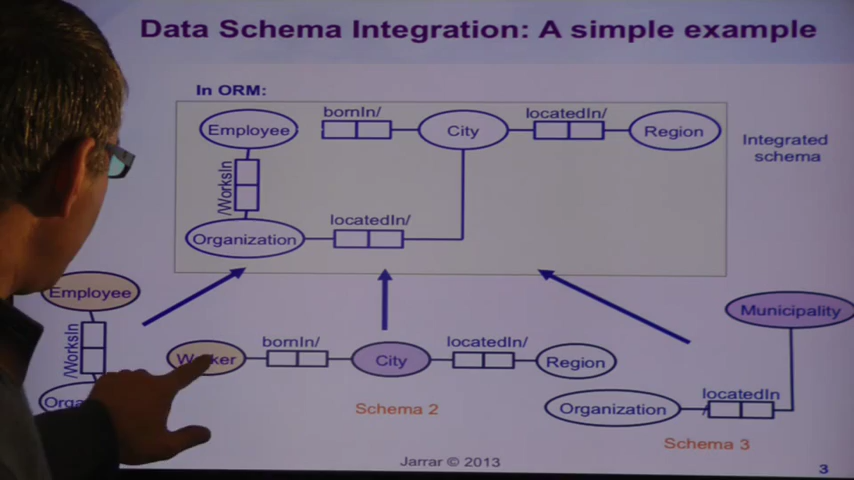 Data Schema Integration: A simple example
In ORM:
bornIn/
locatedIn/
Employee
City
Region
Integrated
schema
/WorksIn
locatedIn/
Organization
Employee
Municipality
/WorksIn
bornIn/
locatedIn/
City
Region
locatedIn
Organization
Schema 2
Schema 3
Jarrar © 2013
3